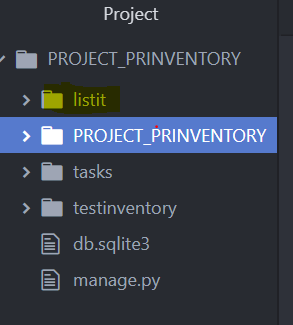 Project
PROJECT_PRINVENTORY
listit
PROJECT_PRINVENTORY
tasks
testinventory
db.sqlite3
manage.py